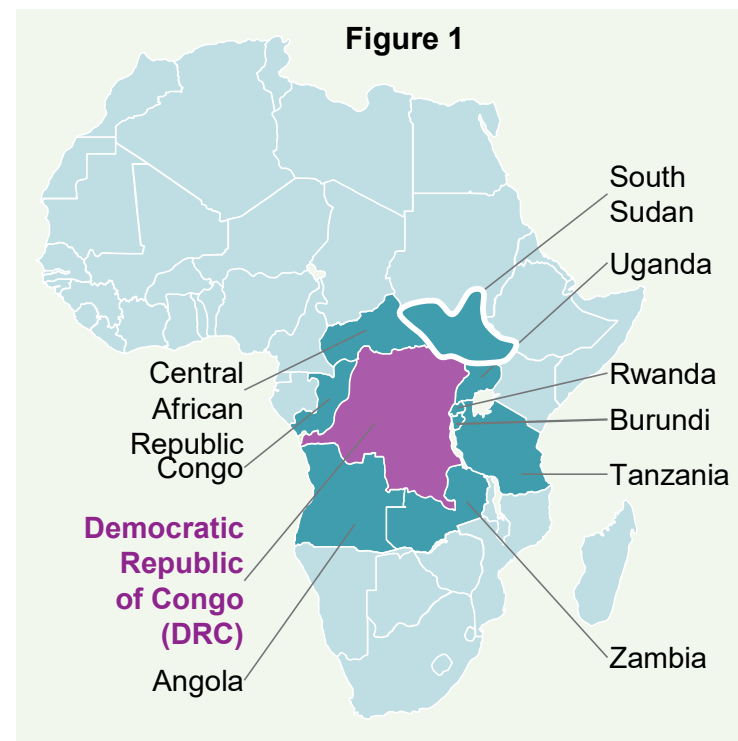 Figure 1
South
Sudan
Uganda
Central
African
Republic
Congo
Rwanda
Burundi
Tanzania
Democratic
Republic
of Congo
(DRC)
Angola
Zambia